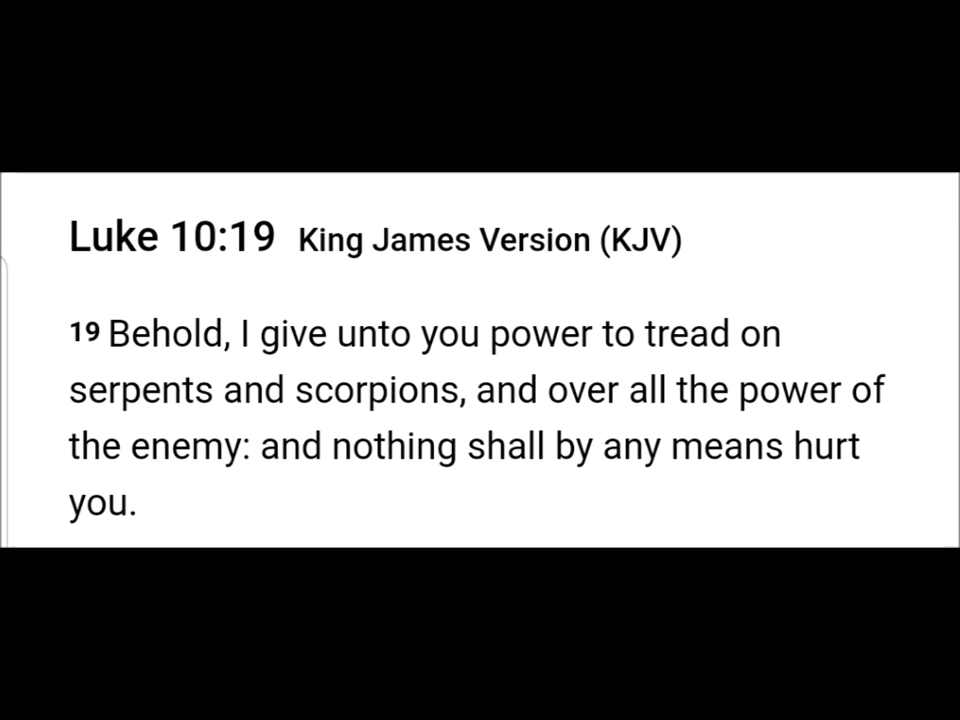 Luke 10:19 King James Version (KJV)
19 Behold, I give unto you power to tread on
serpents and scorpions, and over all the power of
the enemy: and nothing shall by any means hurt
you.